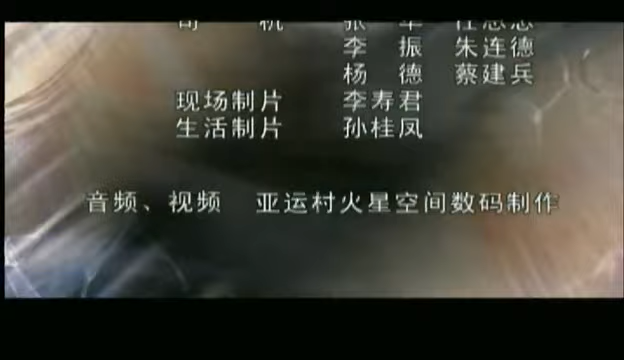 李 振 朱连德
杨 德 蔡建兵
现场制片 李寿君
生活制片 孙桂凤
音频、视频 亚运村火星空间数码制作